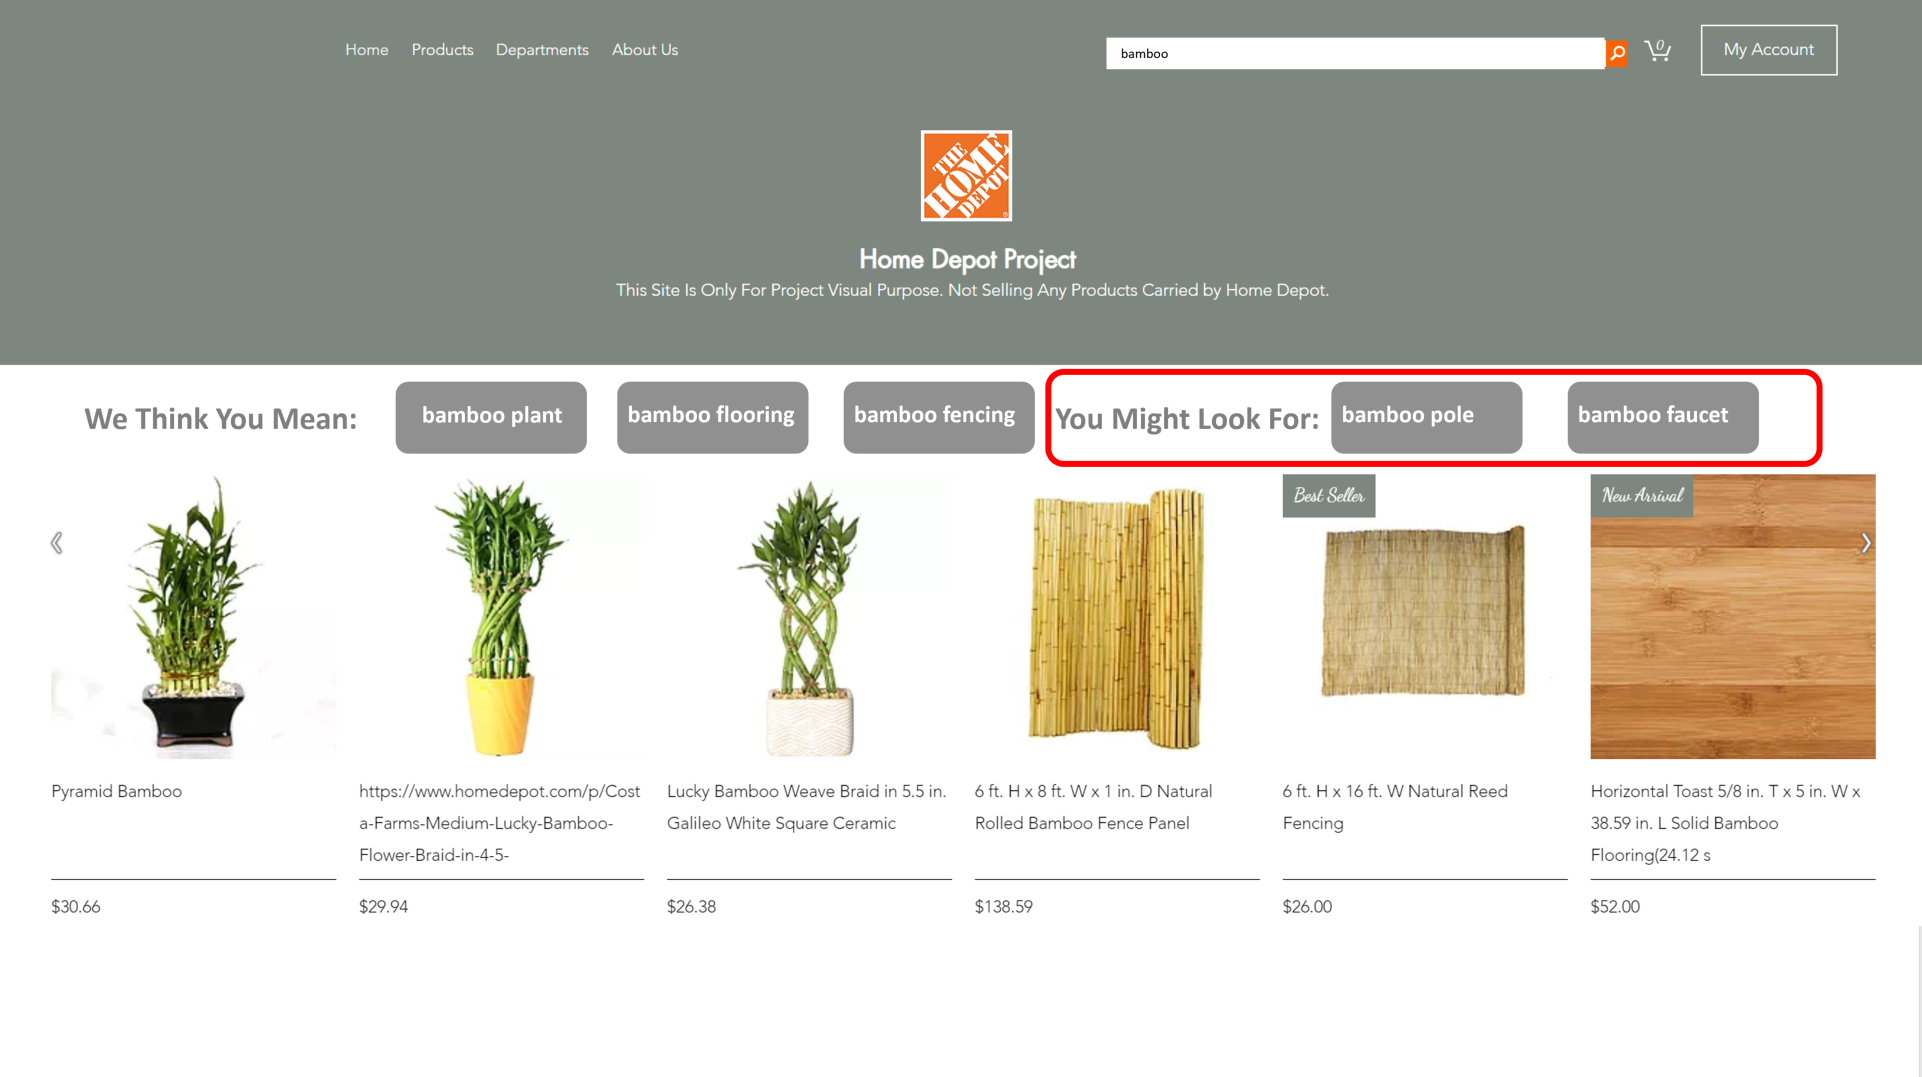 Home Products Departments About Us
bamboo
0
My Account
THE
HOME
DEPOT
Home Depot Project
This Site Is Only For Project Visual Purpose. Not Selling Any Products Carried by Home Depot.
We Think You Mean: bamboo plant bamboo flooring bamboo fencing You Might Look For: bamboo pole bamboo faucet
Best Seller
New Arrival
Pyramid Bamboo
https://www.homedepot.com/p/Cost
a-Farms-Medium-Lucky-Bamboo-
Flower-Braid-in-4-5-
Lucky Bamboo Weave Braid in 5.5 in.
Galileo White Square Ceramic
6 ft. H x 8 ft. W x 1 in. D Natural
Rolled Bamboo Fence Panel
6 ft. H x 16 ft. W Natural Reed
Fencing
Horizontal Toast 5/8 in. T x 5 in. W x
38.59 in. L Solid Bamboo
Flooring(24.12 s
$30.66 $29.94 $26.38 $138.59 $26.00 $52.00